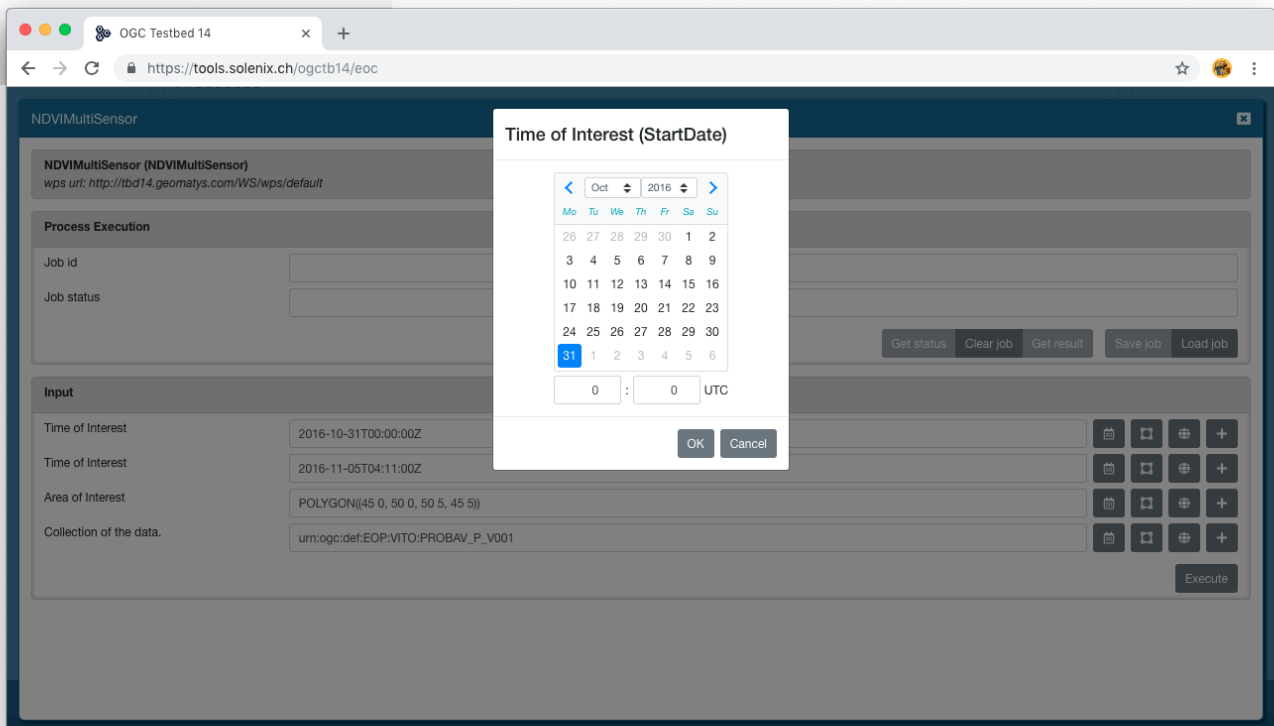 OGC Testbed 14
https://tools.solenix.ch/ogctb14/eoc
NDVIMultiSensor
NDVIMultiSensor (NDVIMultiSensor)
wps url: http://tbd14.geomatys.com/WS/wps/default
Process Execution
Job id
Job status
Get status Clear job Get result Save job Load job
Input
Time of Interest 2016-10-31T00:00:00Z
Time of Interest 2016-11-05T04:11:00Z
Area of Interest POLYGON((45 0, 50 0, 50 5, 45 5))
Collection of the data. urn:ogc:def:EOP:VITO:PROBAV_P_V001
Execute
Time of Interest (StartDate)
Oct 2016
Mo Tu We Th Fr Sa Su
26 27 28 29 30 1 2
3 4 5 6 7 8 9
10 11 12 13 14 15 16
17 18 19 20 21 22 23
24 25 26 27 28 29 30
31 1 2 3 4 5 6
0 : 0 UTC
OK Cancel